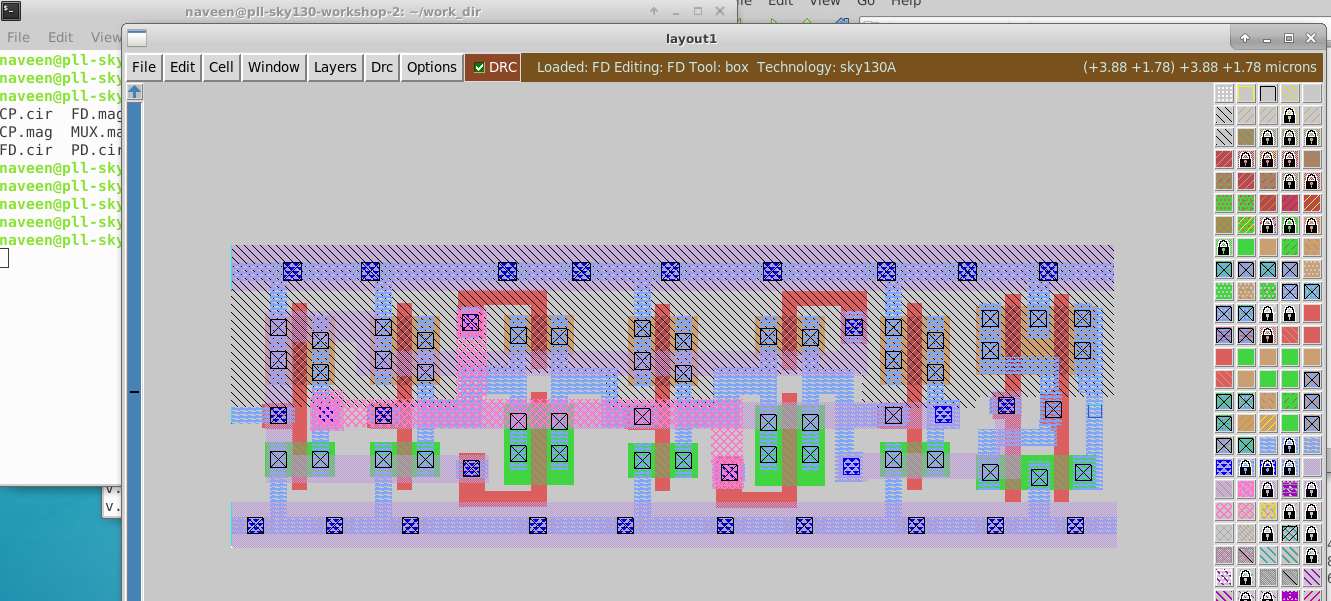 naveen@pll-sky130-workshop-2: ~/work_dir
File Edit View
Edit View Go Help
layout1
File Edit Cell Window Layers Drc Options DRC Loaded: FD Editing: FD Tool: box Technology: sky130A (+3.88 +1.78) +3.88 +1.78 microns
naveen@pll-sky
naveen@pll-sky
naveen@pll-sky
CP.cir FD.mag
CP.mag MUX.ma
FD.cir PD.cir
naveen@pll-sky
naveen@pll-sky
naveen@pll-sky
naveen@pll-sky
naveen@pll-sky
v.
v.